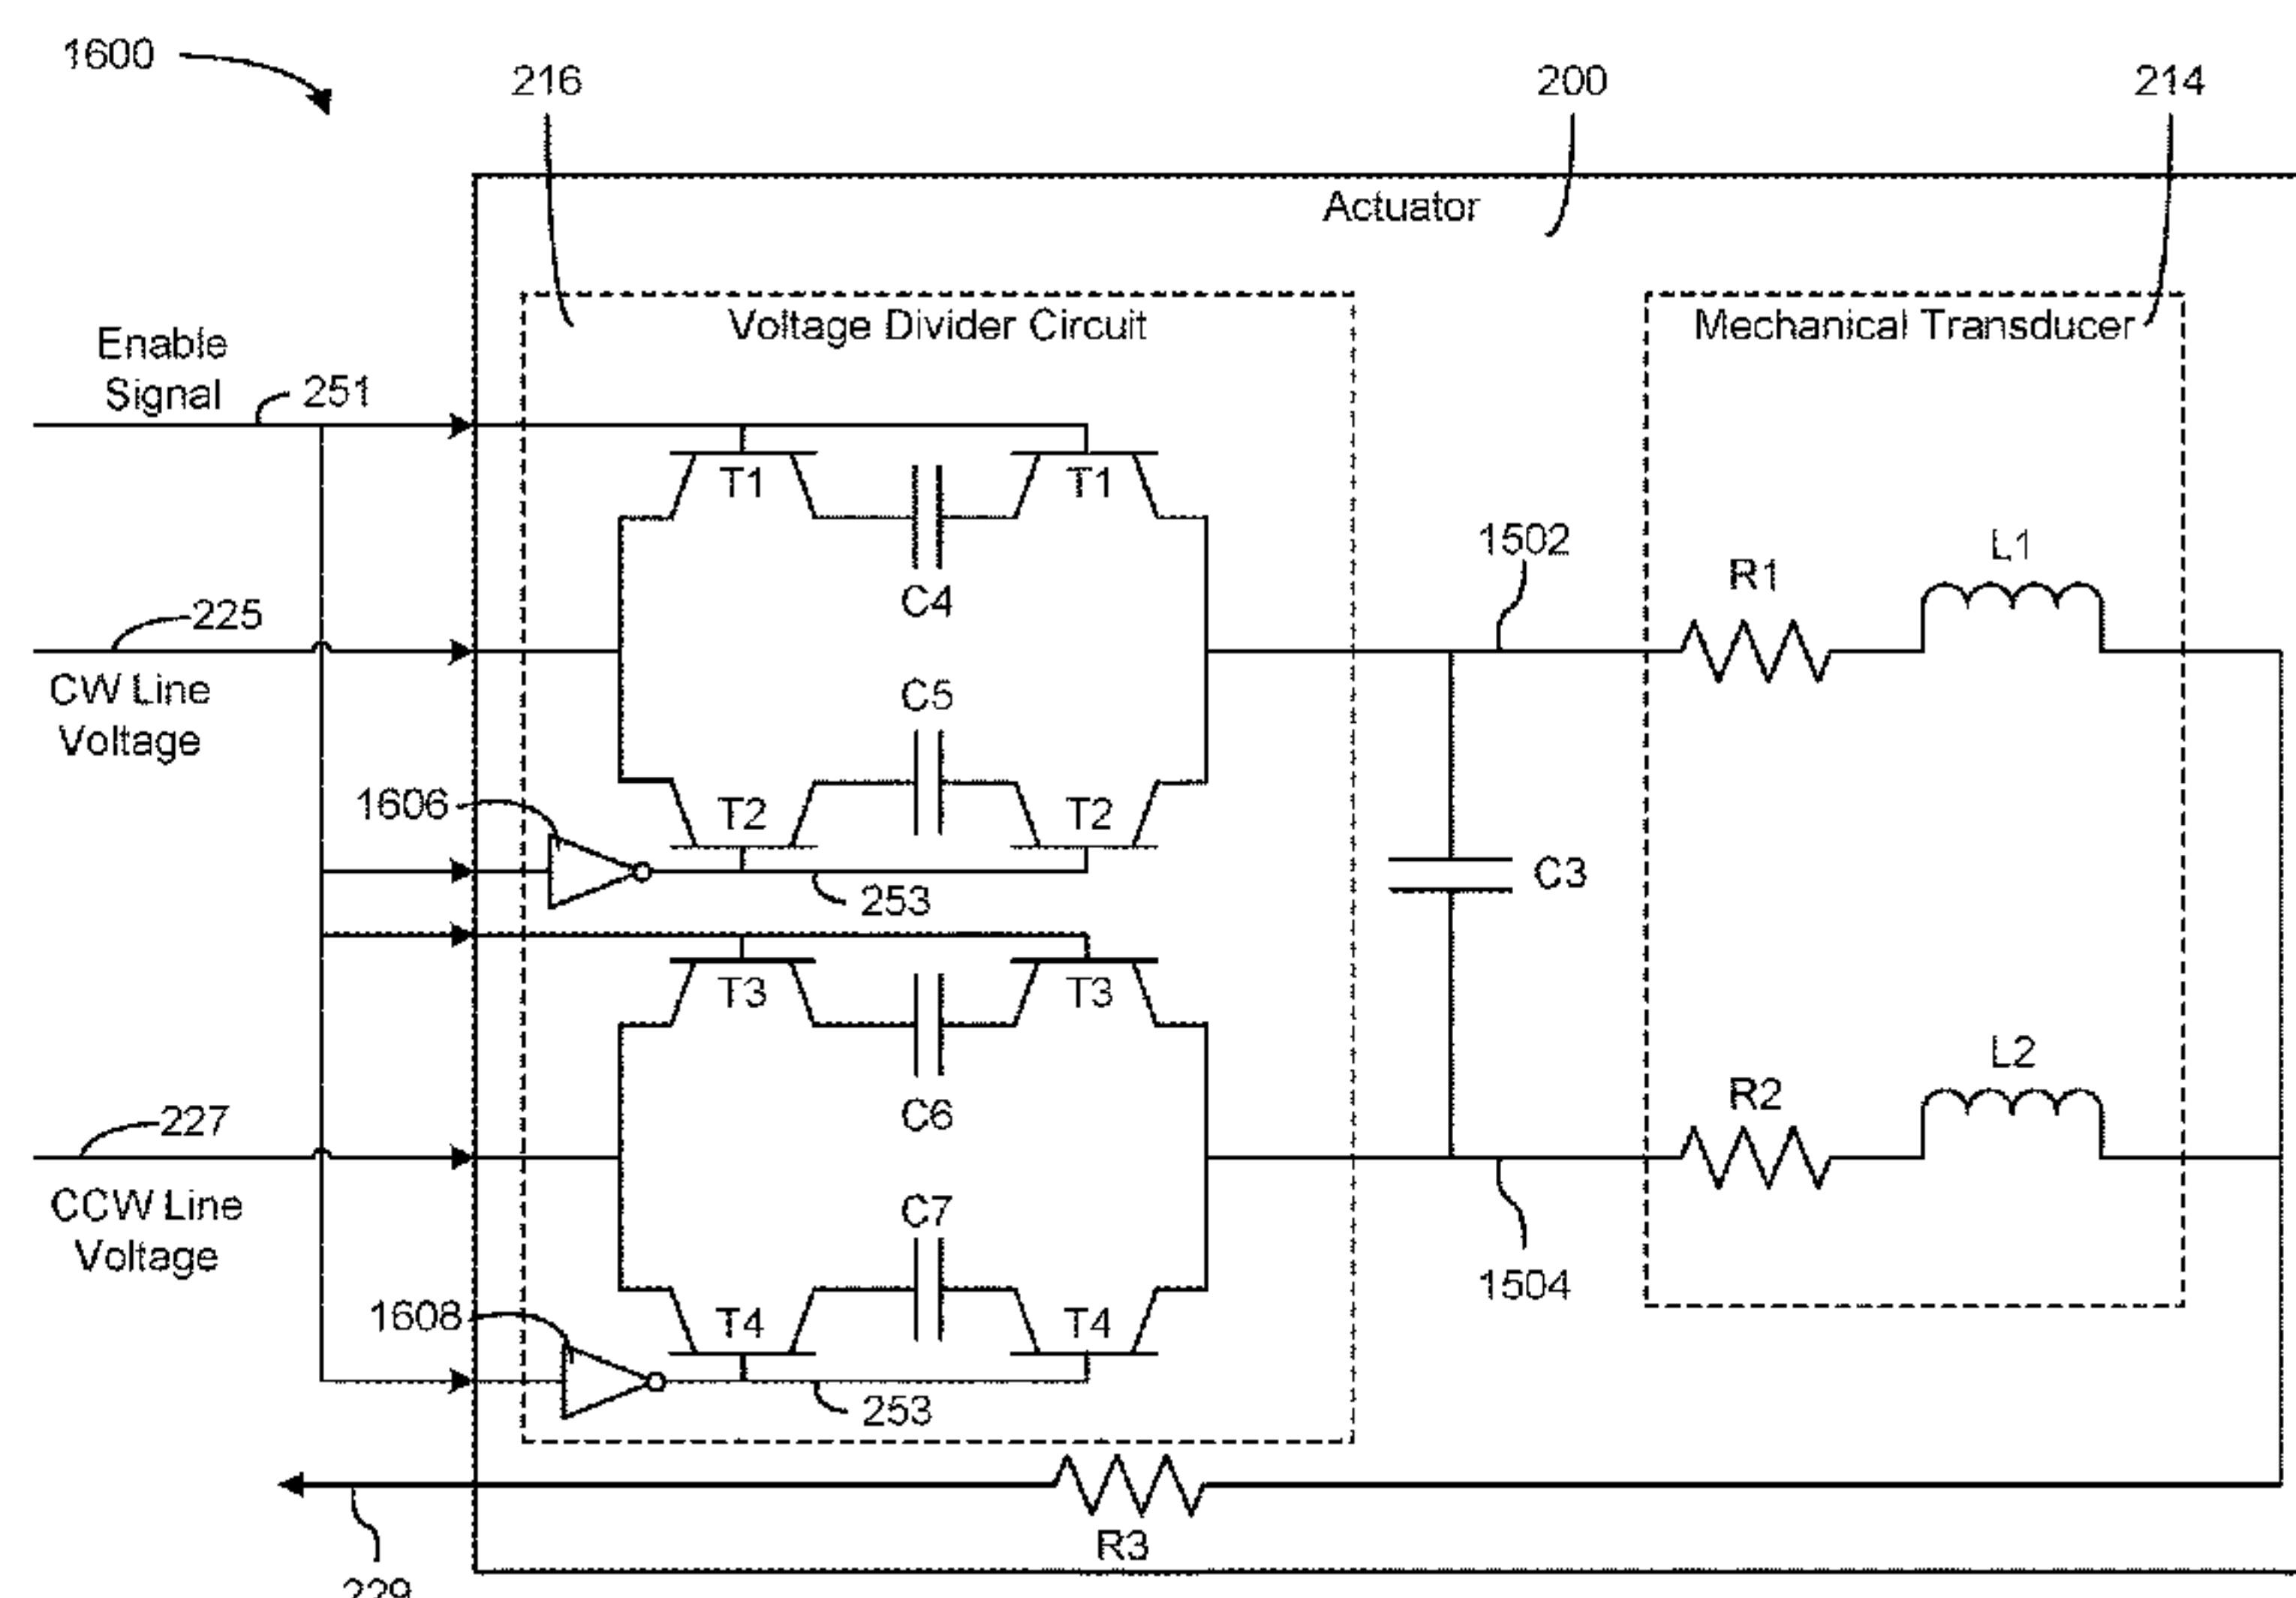 1600
216
200
214
Actuator
Voltage Divider Circuit
Mechanical Transducer
Enable
Signal
251
T1
T1
C4
1502
R1
L1
225
CW Line
Voltage
C5
1606
T2
T2
253
C3
T3
T3
C6
R2
L2
227
CCW Line
Voltage
C7
1504
1608
T4
T4
253
R3
229